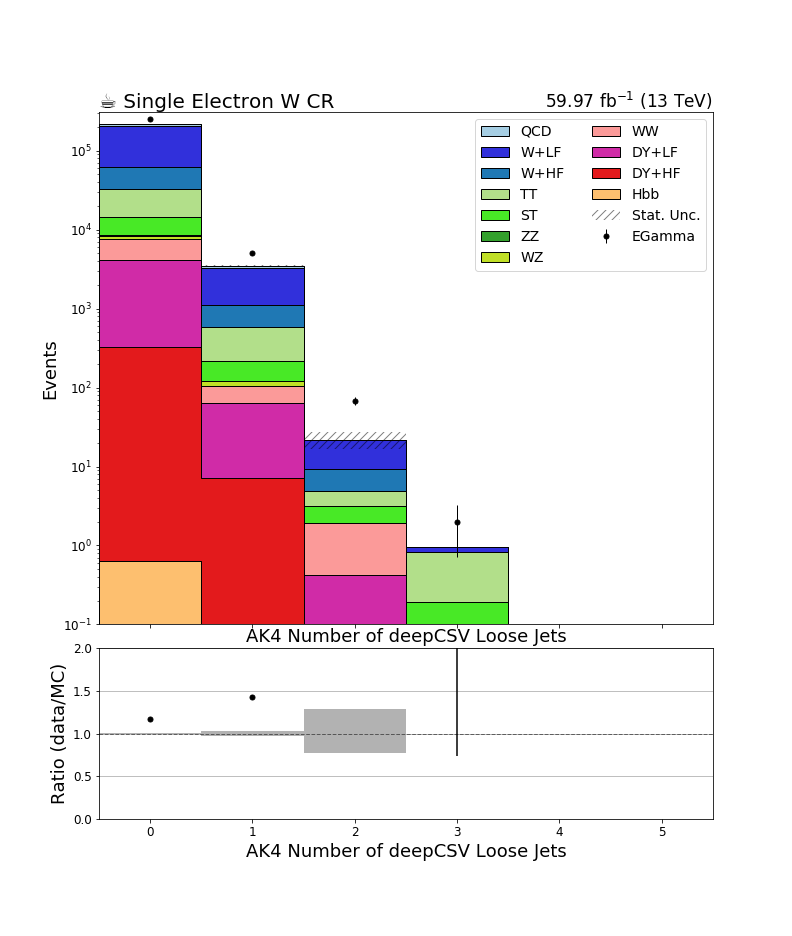 ☕ Single Electron W CR 59.97 fb⁻¹ (13 TeV)
QCD WW
W+LF DY+LF
W+HF DY+HF
TT Hbb
ST Stat. Unc.
ZZ EGamma
WZ
Events
10⁵
10⁴
10³
10²
10¹
10⁰
10⁻¹
AK4 Number of deepCSV Loose Jets
Ratio (data/MC)
2.0
1.5
1.0
0.5
0.0
0 1 2 3 4 5
AK4 Number of deepCSV Loose Jets